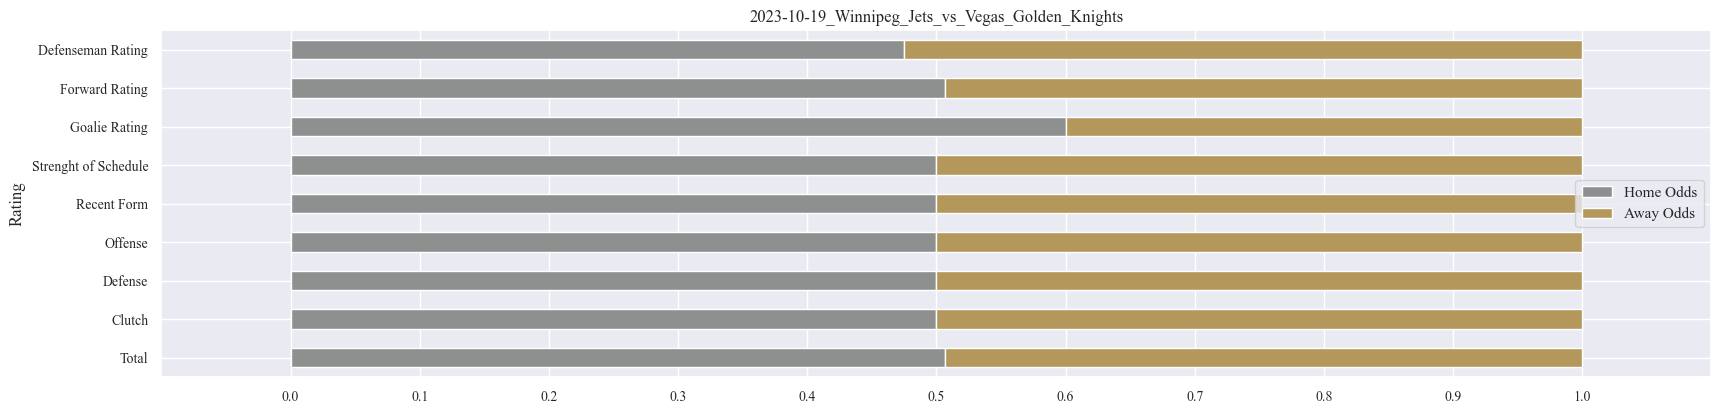 2023-10-19_Winnipeg_Jets_vs_Vegas_Golden_Knights
Rating
Defenseman Rating
Forward Rating
Goalie Rating
Strenght of Schedule
Recent Form
Offense
Defense
Clutch
Total
Home Odds
Away Odds
0.0 0.1 0.2 0.3 0.4 0.5 0.6 0.7 0.8 0.9 1.0